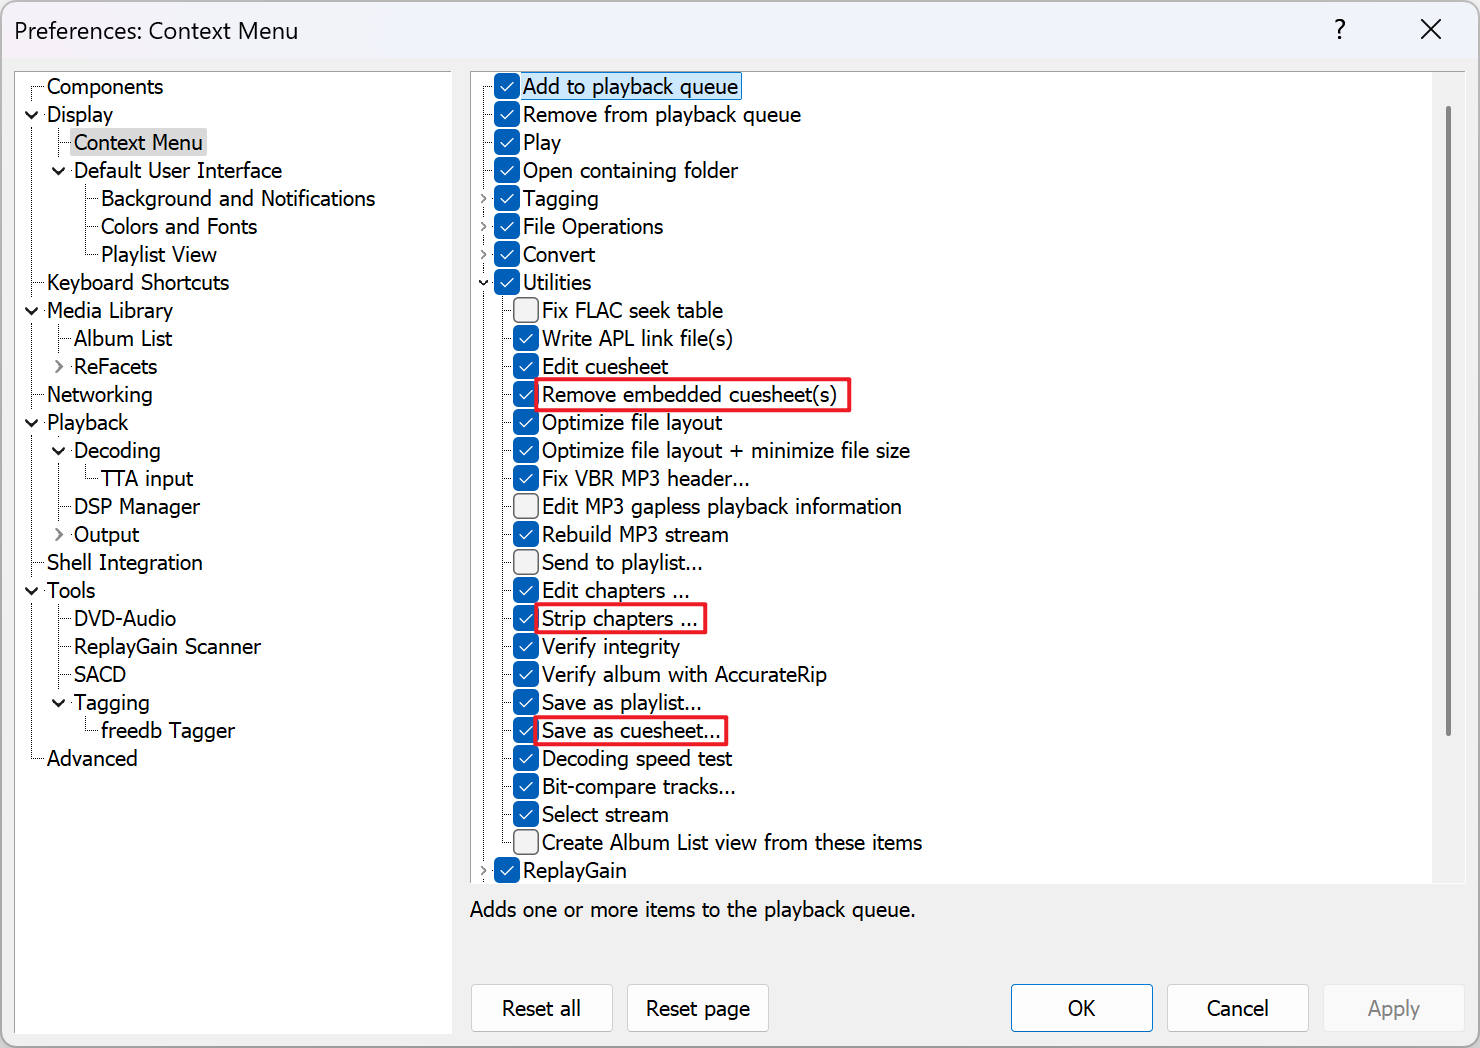 Preferences: Context Menu
?
Components
Display
Context Menu
Default User Interface
Background and Notifications
Colors and Fonts
Playlist View
Keyboard Shortcuts
Media Library
Album List
ReFacets
Networking
Playback
Decoding
TTA input
DSP Manager
Output
Shell Integration
Tools
DVD-Audio
ReplayGain Scanner
SACD
Tagging
freedb Tagger
Advanced
Add to playback queue
Remove from playback queue
Play
Open containing folder
Tagging
File Operations
Convert
Utilities
Fix FLAC seek table
Write APL link file(s)
Edit cuesheet
Remove embedded cuesheet(s)
Optimize file layout
Optimize file layout + minimize file size
Fix VBR MP3 header...
Edit MP3 gapless playback information
Rebuild MP3 stream
Send to playlist...
Edit chapters ...
Strip chapters ...
Verify integrity
Verify album with AccurateRip
Save as playlist...
Save as cuesheet...
Decoding speed test
Bit-compare tracks...
Select stream
Create Album List view from these items
ReplayGain
Adds one or more items to the playback queue.
Reset all
Reset page
OK
Cancel
Apply